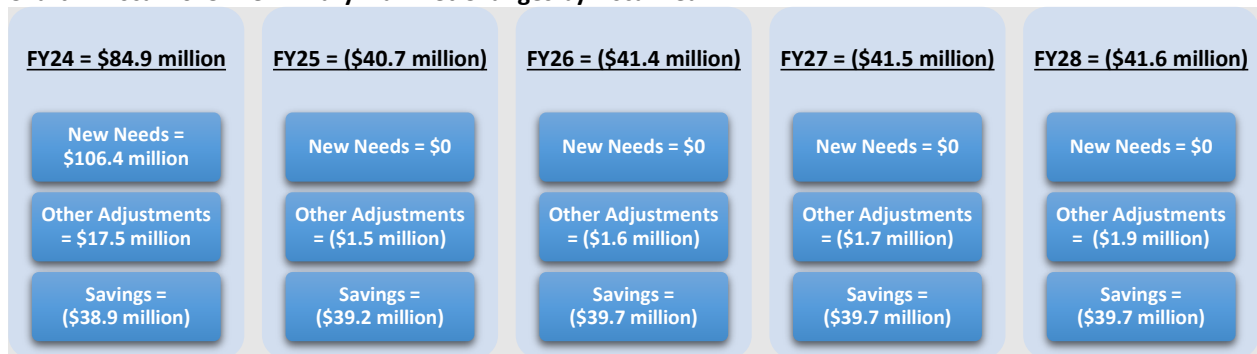 FY24 = $84.9 million
New Needs =
$106.4 million
Other Adjustments
= $17.5 million
Savings =
($38.9 million)
FY25 = ($40.7 million)
New Needs = $0
Other Adjustments
= ($1.5 million)
Savings =
($39.2 million)
FY26 = ($41.4 million)
New Needs = $0
Other Adjustments
= ($1.6 million)
Savings =
($39.7 million)
FY27 = ($41.5 million)
New Needs = $0
Other Adjustments
= ($1.7 million)
Savings =
($39.7 million)
FY28 = ($41.6 million)
New Needs = $0
Other Adjustments
=  ($1.9 million)
Savings =
($39.7 million)